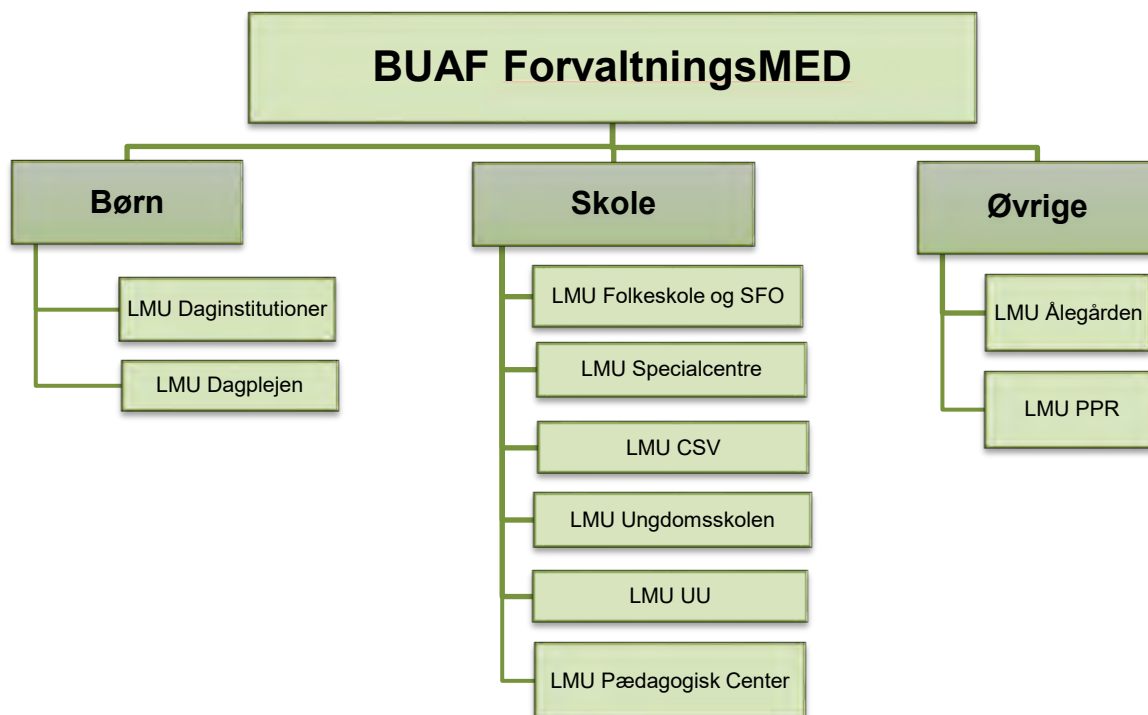 BUAF ForvaltningsMED
Børn
LMU Daginstitutioner
LMU Dagplejen
Skole
LMU Folkeskole og SFO
LMU Specialcentre
LMU CSV
LMU Ungdomsskolen
LMU UU
LMU Pædagogisk Center
Øvrige
LMU Ålegården
LMU PPR